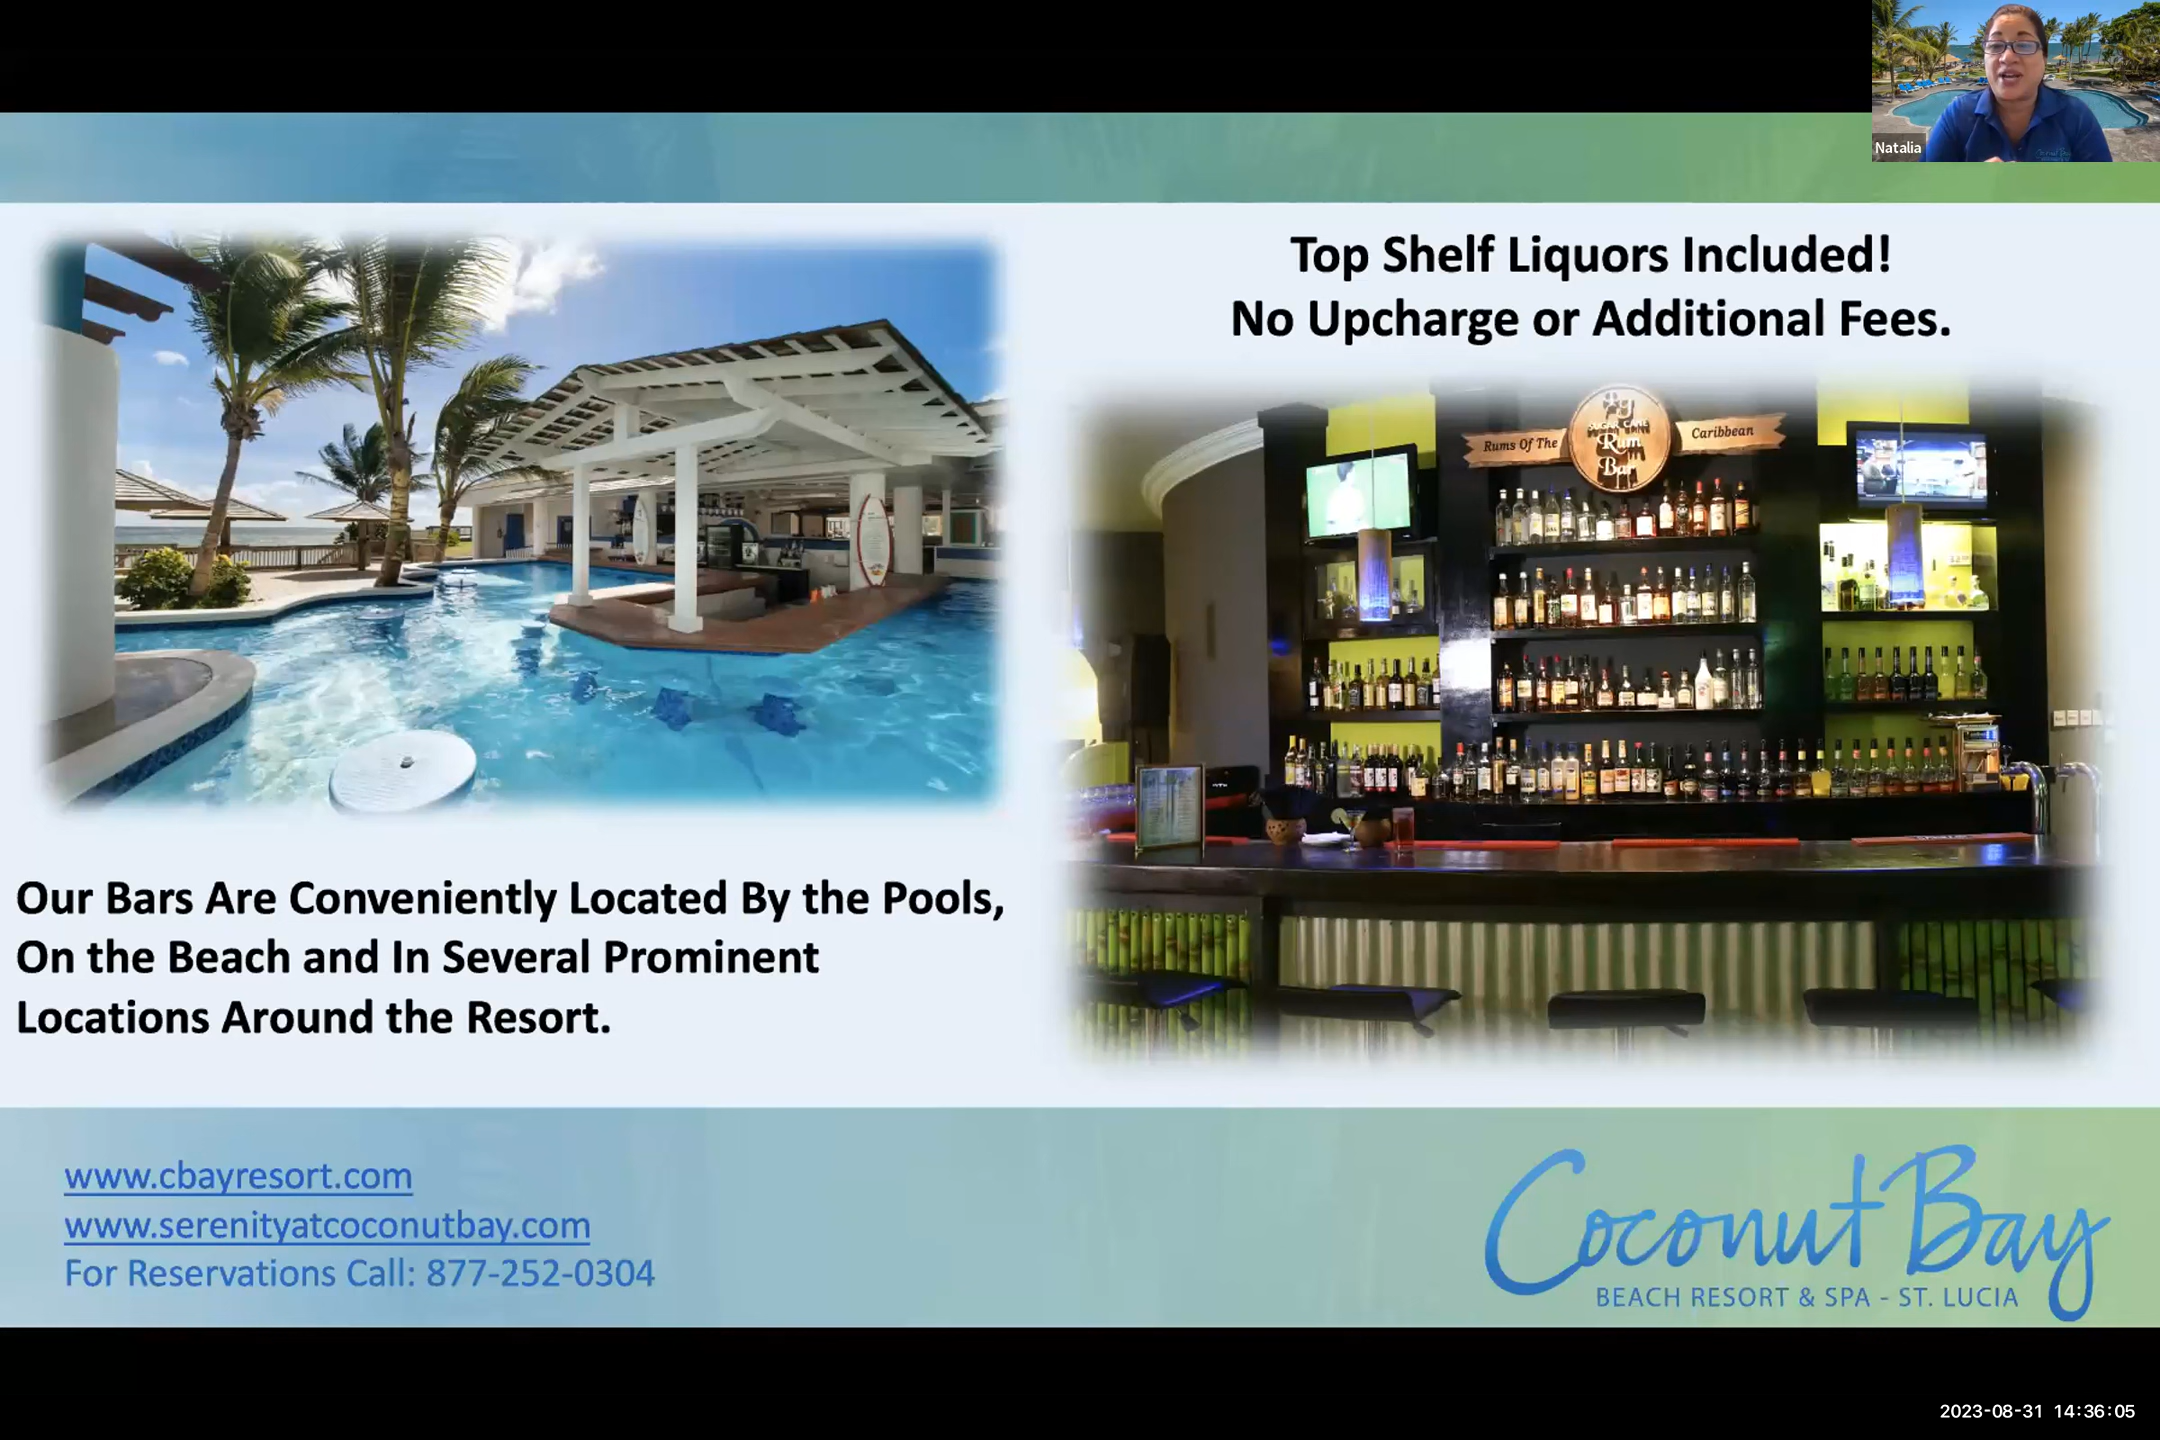 Natalia
Top Shelf Liquors Included!
No Upcharge or Additional Fees.
Rums Of The
SUGAR CANE
Rum
Bar
Caribbean
Our Bars Are Conveniently Located By the Pools,
On the Beach and In Several Prominent
Locations Around the Resort.
www.cbayresort.com
www.serenityatcoconutbay.com
For Reservations Call: 877-252-0304
Coconut Bay
BEACH RESORT & SPA - ST. LUCIA
2023-08-31 14:36:05